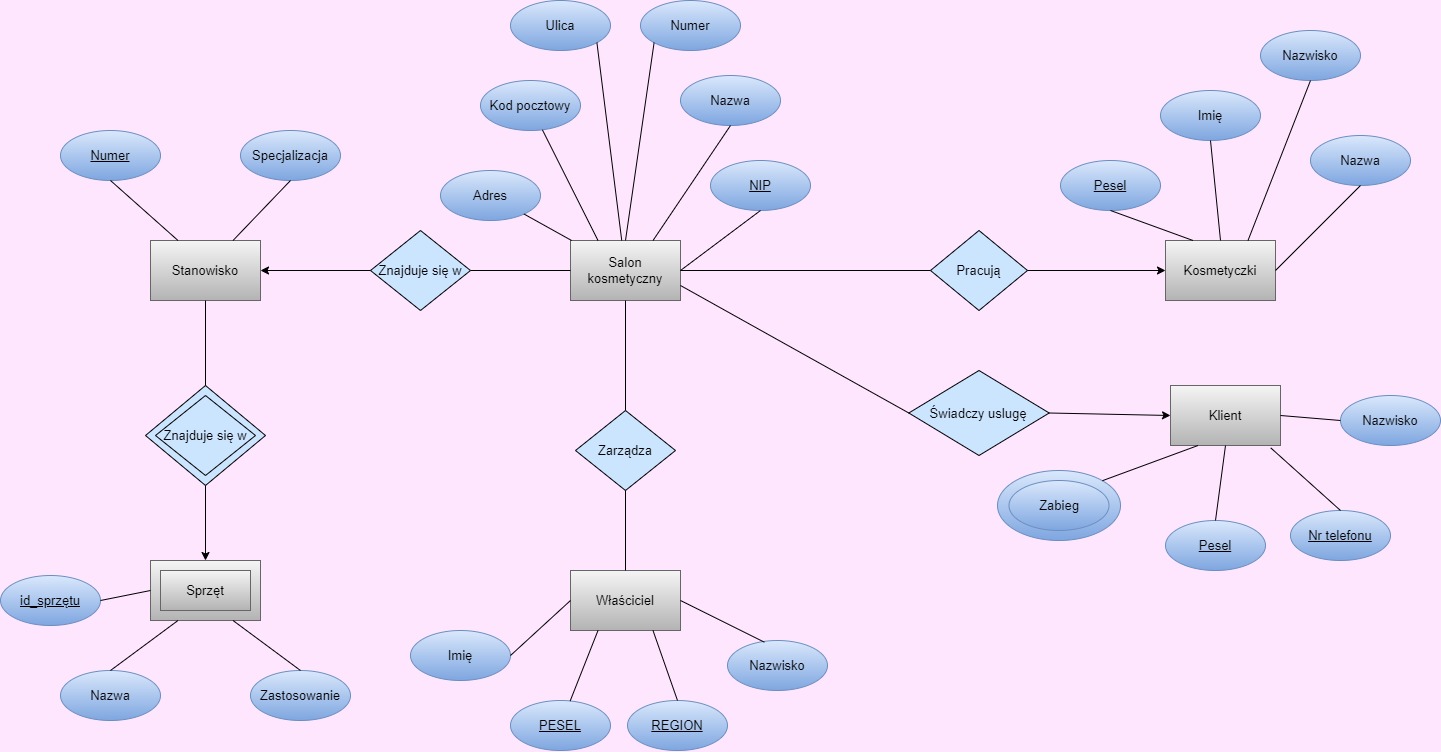 Ulica
Numer
Nazwisko
Kod pocztowy
Nazwa
Imię
Numer
Specjalizacja
Nazwa
Adres
NIP
Pesel
Stanowisko
Znajduje się w
Salon
kosmetyczny
Pracują
Kosmetyczki
Znajduje się w
Zarządza
Świadczy usługę
Klient
Nazwisko
Zabieg
Pesel
Nr telefonu
Sprzęt
id_sprzętu
Właściciel
Imię
Nazwisko
Nazwa
Zastosowanie
PESEL
REGION